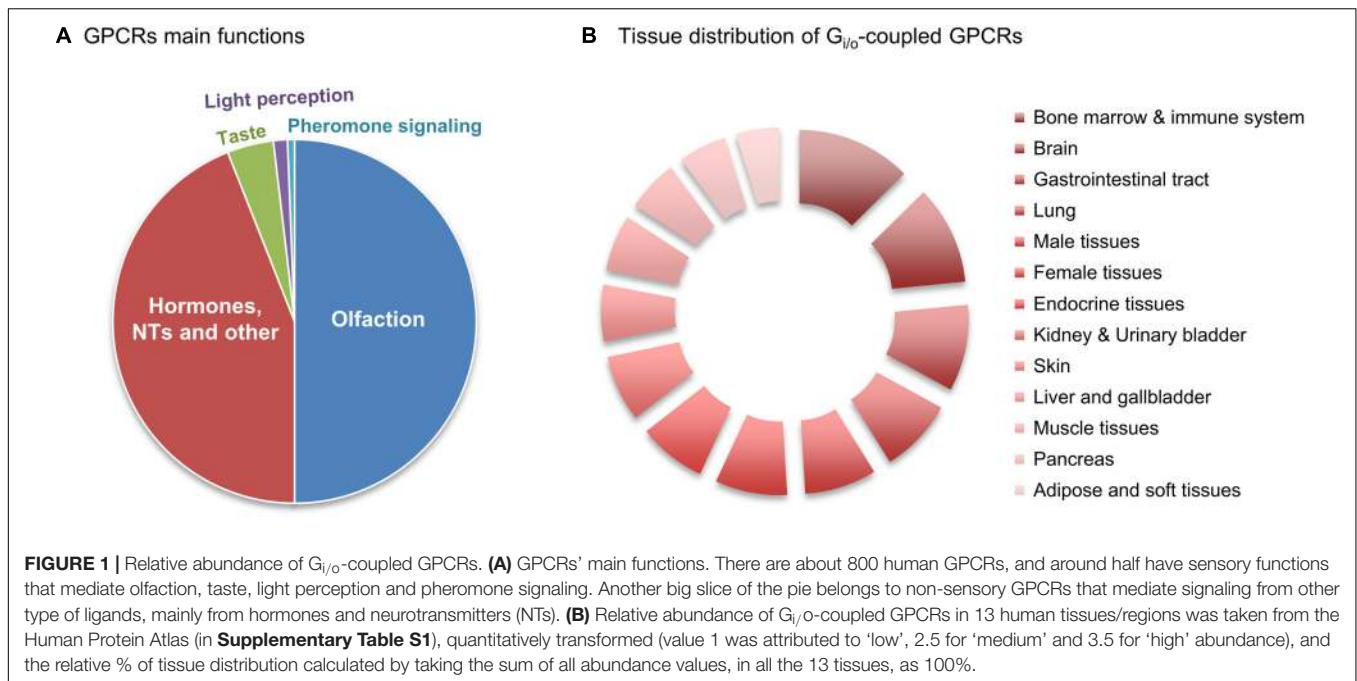 A GPCRs main functions
B Tissue distribution of Gi/o-coupled GPCRs
Light perception
Taste
Pheromone signaling
Hormones,
NTs and other
Olfaction
Bone marrow & immune system
Brain
Gastrointestinal tract
Lung
Male tissues
Female tissues
Endocrine tissues
Kidney & Urinary bladder
Skin
Liver and gallbladder
Muscle tissues
Pancreas
Adipose and soft tissues
FIGURE 1 | Relative abundance of Gi/o-coupled GPCRs. (A) GPCRs' main functions. There are about 800 human GPCRs, and around half have sensory functions
that mediate olfaction, taste, light perception and pheromone signaling. Another big slice of the pie belongs to non-sensory GPCRs that mediate signaling from other
type of ligands, mainly from hormones and neurotransmitters (NTs). (B) Relative abundance of Gi/o-coupled GPCRs in 13 human tissues/regions was taken from the
Human Protein Atlas (in Supplementary Table S1), quantitatively transformed (value 1 was attributed to 'low', 2.5 for 'medium' and 3.5 for 'high' abundance), and
the relative % of tissue distribution calculated by taking the sum of all abundance values, in all the 13 tissues, as 100%.